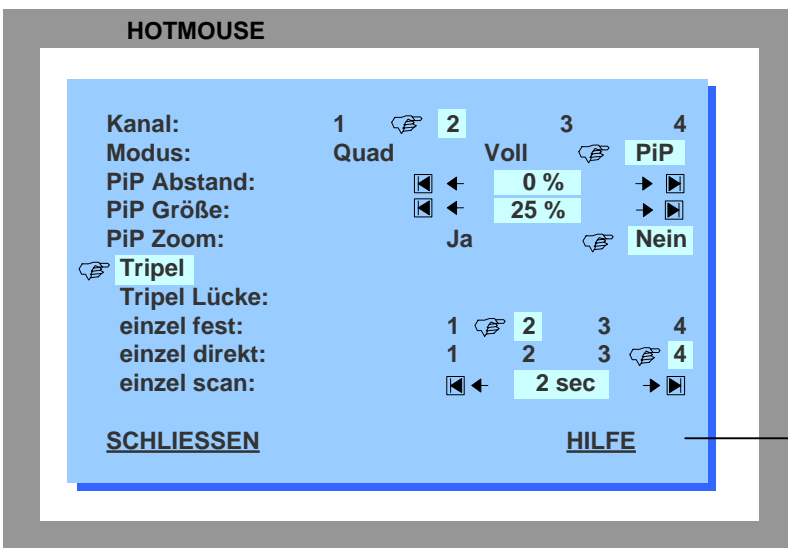 HOTMOUSE
Kanal: 1 2 3 4
Modus: Quad Voll PiP
PiP Abstand: 0 %
PiP Größe: 25 %
PiP Zoom: Ja Nein
Tripel
Tripel Lücke:
einzel fest: 1 2 3 4
einzel direkt: 1 2 3 4
einzel scan: 2 sec
SCHLIESSEN HILFE